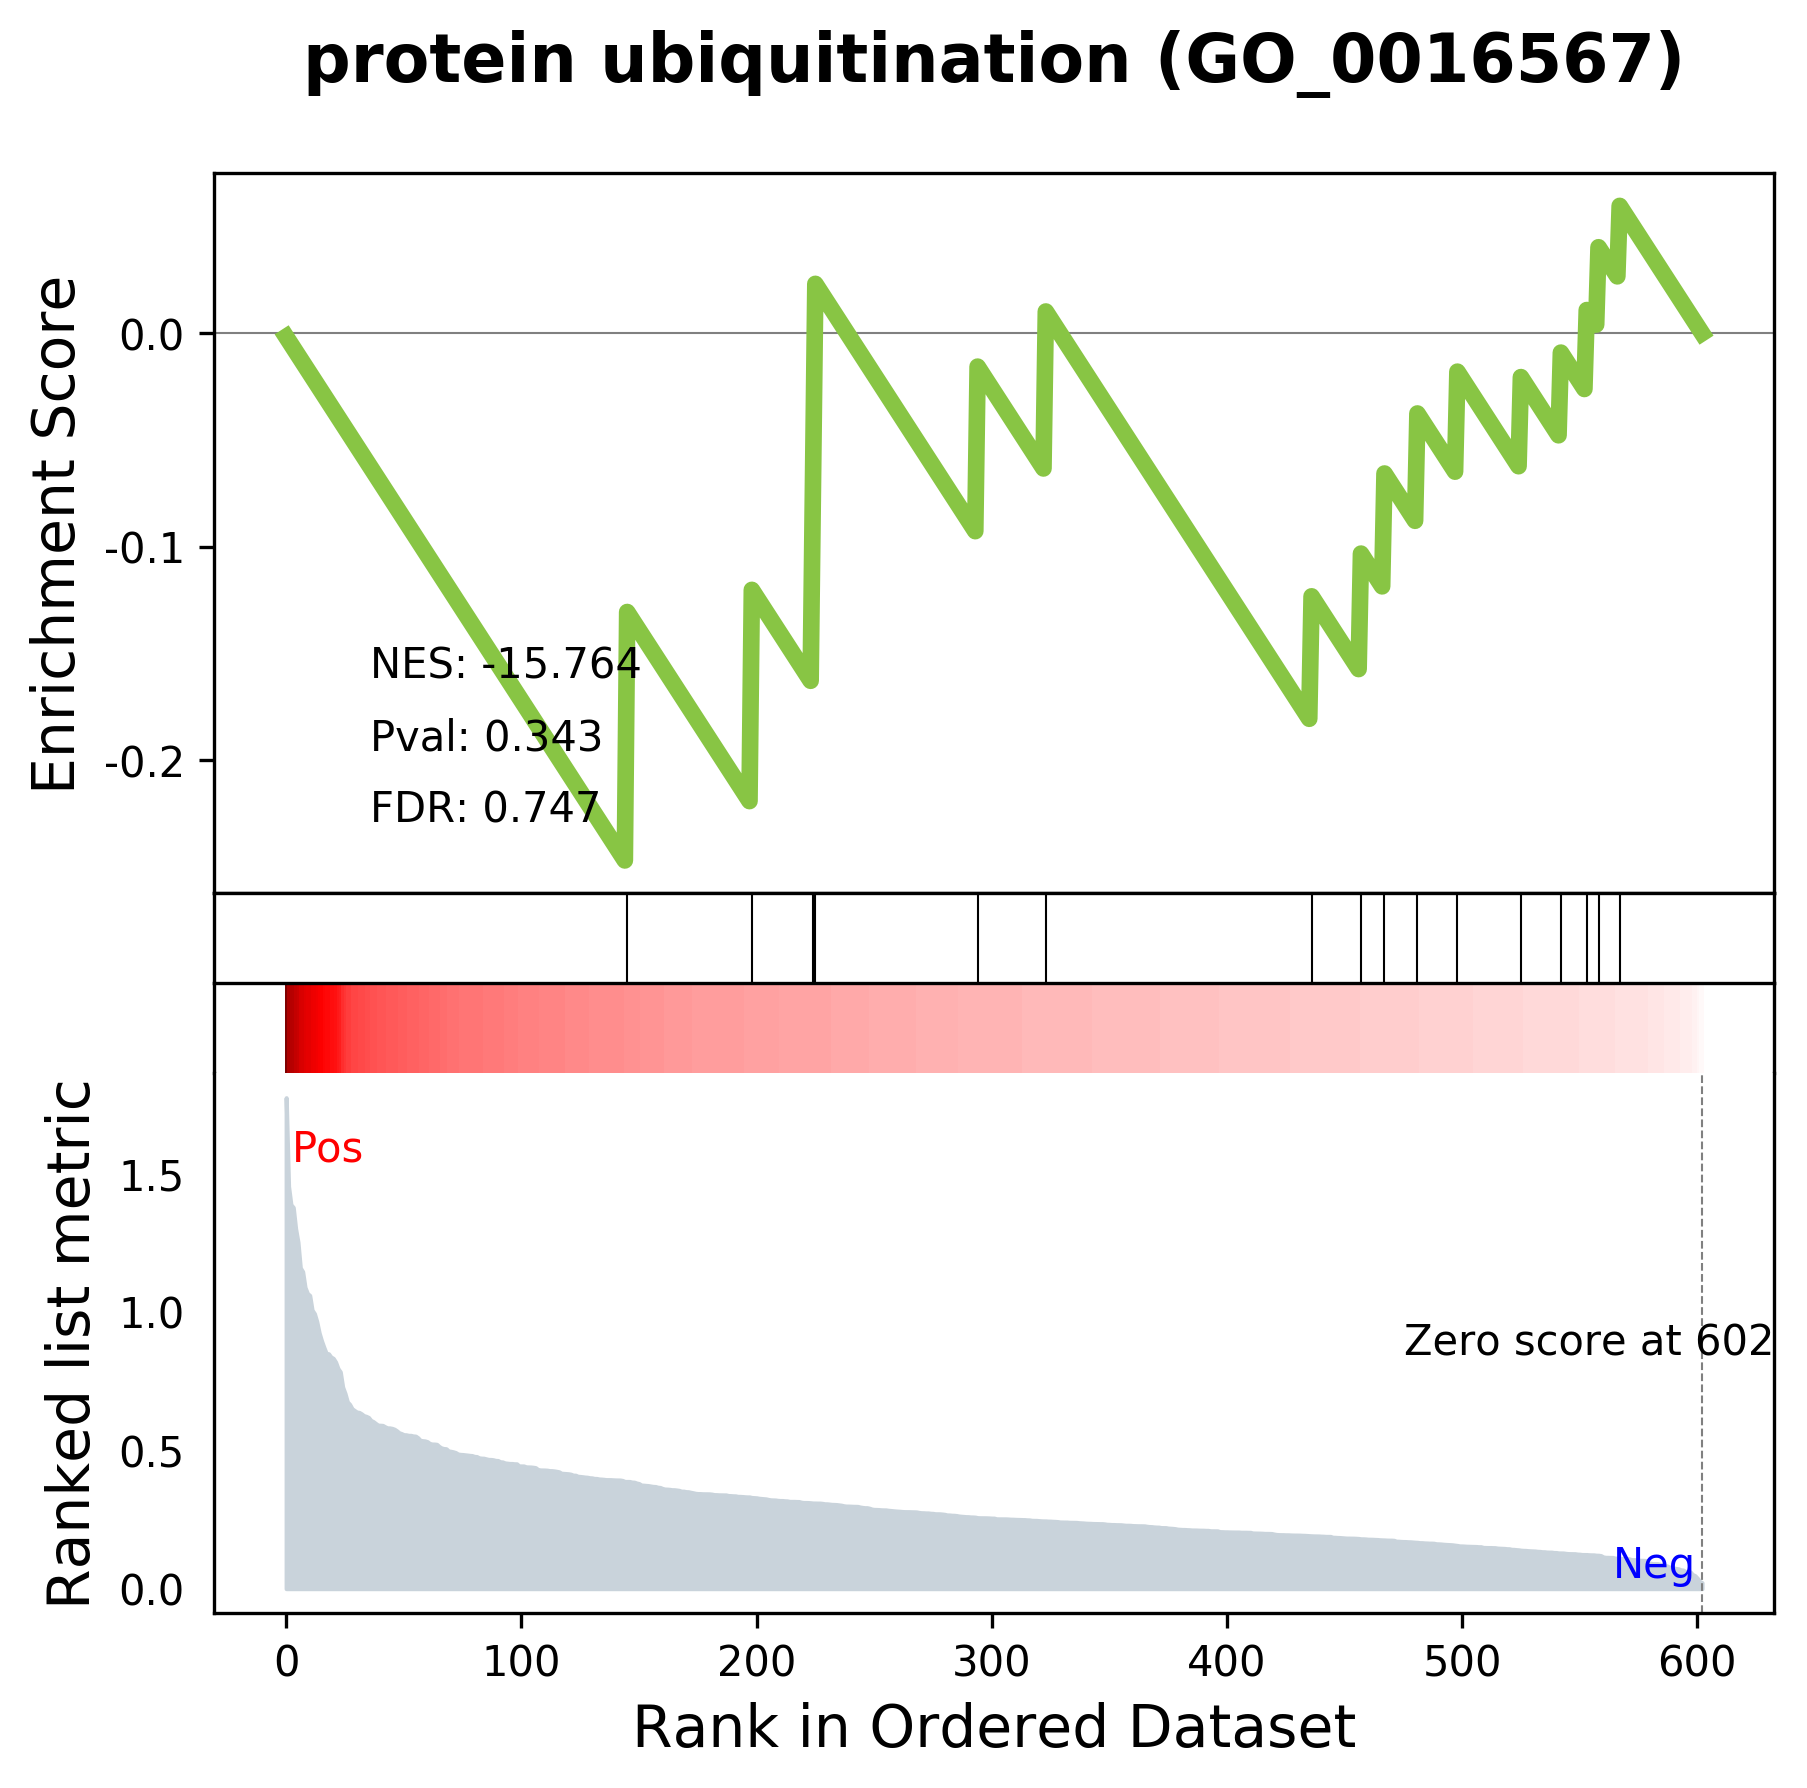 protein ubiquitination (GO_0016567)
Enrichment Score
0.0
-0.1
-0.2
NES: -15.764
Pval: 0.343
FDR: 0.747
Ranked list metric
1.5
1.0
0.5
0.0
Pos
Zero score at 602
Neg
0 100 200 300 400 500 600
Rank in Ordered Dataset